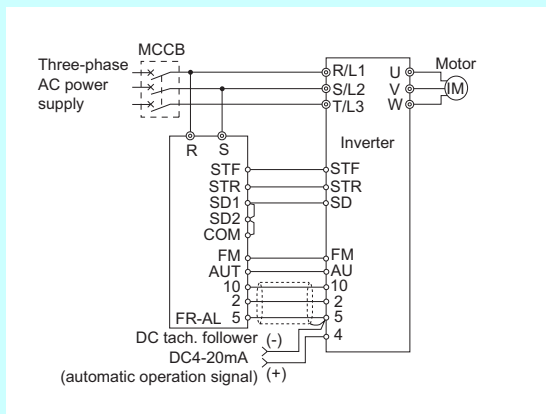 MCCB
Three-phase
AC power
supply
R/L1
S/L2
T/L3
U
V
W
Motor
IM
Inverter
R S
STF
STR
SD1
SD2
COM
FM
AUT
10
2
5
FR-AL
STF
STR
SD
FM
AU
10
2
5
4
DC tach. follower (-)
DC4-20mA
(automatic operation signal) (+)